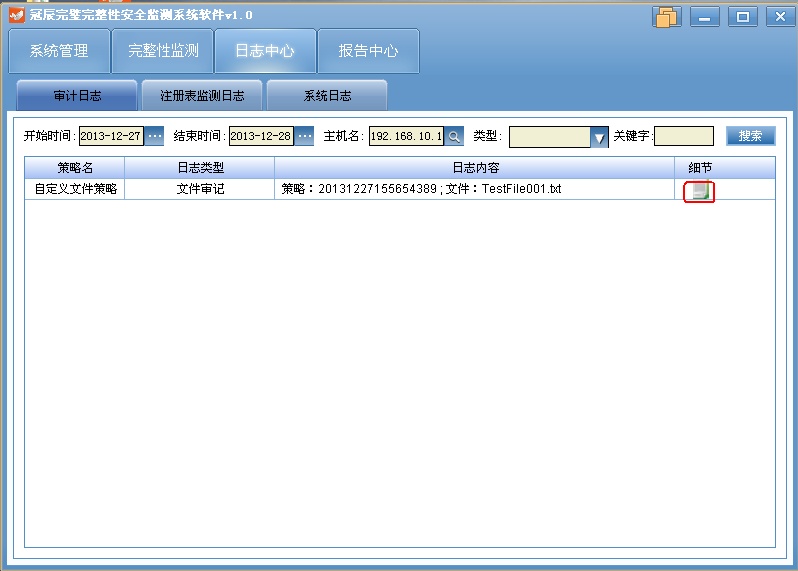 冠辰完璧完整性安全监测系统软件v1.0
系统管理 完整性监测 日志中心 报告中心
审计日志 注册表监测日志 系统日志
开始时间: 2013-12-27 ... 结束时间: 2013-12-28 ... 主机名: 192.168.10.1 类型: 关键字: 搜索
策略名 日志类型 日志内容 细节
自定义文件策略 文件审记 策略：20131227155654389 ; 文件：TestFile001.txt